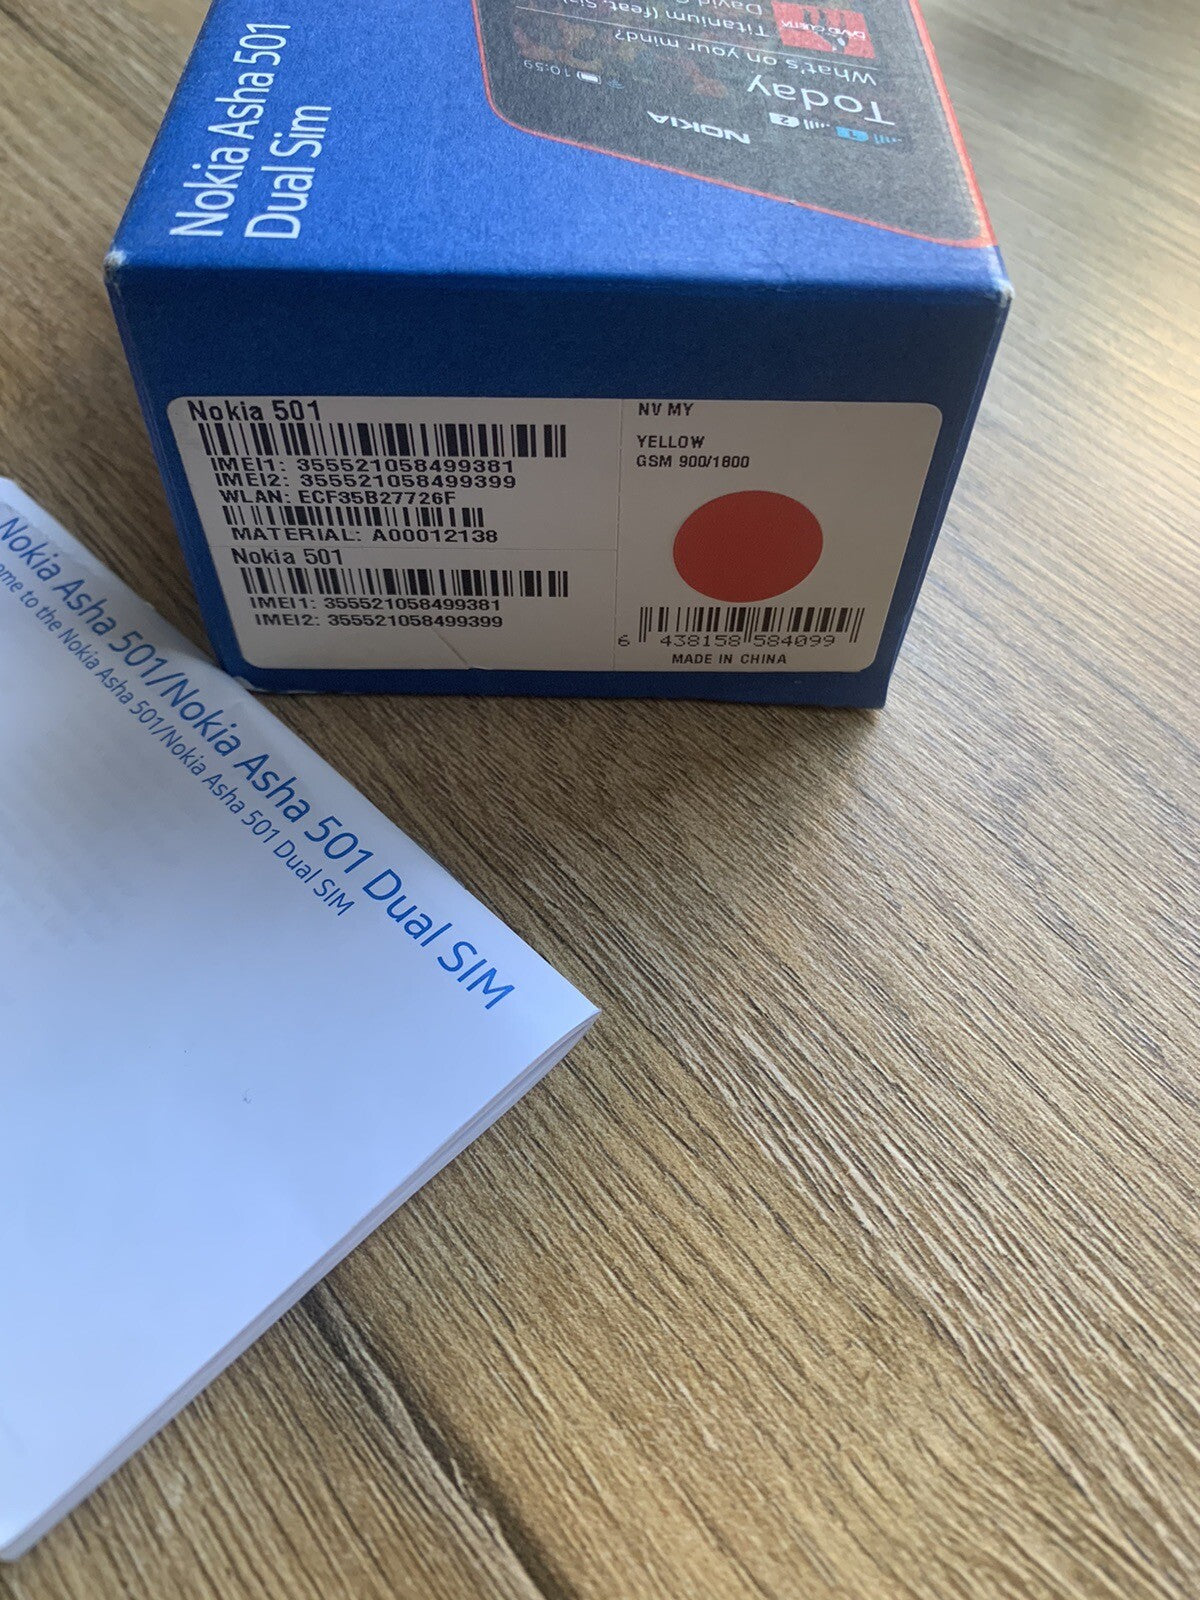 Nokia Asha 501
Dual Sim
10:59
NOKIA
Today
What's on your mind?
Titanium (feat. Sia)
David
Nokia 501
IMEI1: 355521058499381
IMEI2: 355521058499399
WLAN: ECF35B27726F
MATERIAL: A00012138
Nokia 501
IMEI1: 355521058499381
IMEI2: 355521058499399
NV MY
YELLOW
GSM 900/1800
6 438158 584099
MADE IN CHINA
Nokia Asha 501/Nokia Asha 501 Dual SIM
to the Nokia Asha 501/Nokia Asha 501 Dual SIM